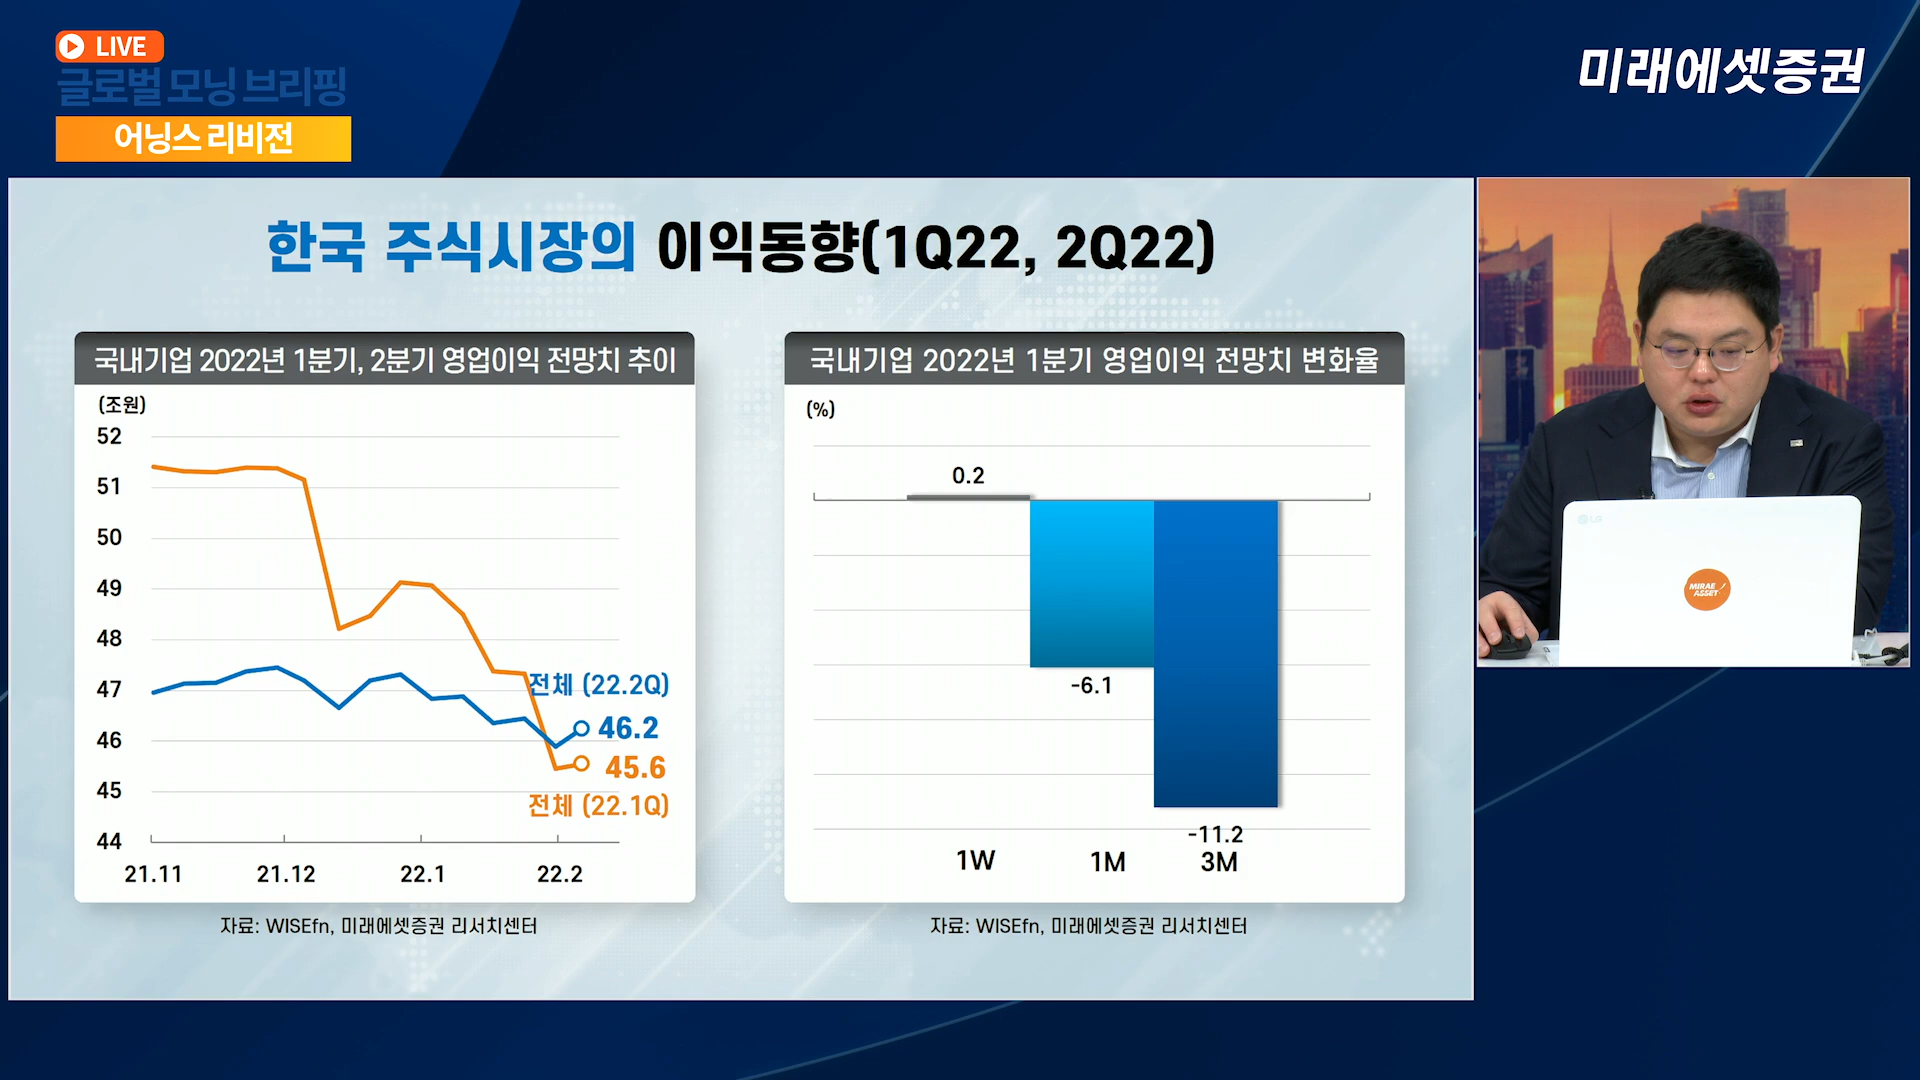 LIVE
글로벌 모닝 브리핑
어닝스 리비전
미래에셋증권
한국 주식시장의 이익동향(1Q22, 2Q22)
국내기업 2022년 1분기, 2분기 영업이익 전망치 추이
(조원)
52
51
50
49
48
47
46
45
44
전체 (22.2Q)
46.2
45.6
전체 (22.1Q)
21.11 21.12 22.1 22.2
자료: WISEfn, 미래에셋증권 리서치센터
국내기업 2022년 1분기 영업이익 전망치 변화율
(%)
0.2
-6.1
-11.2
1W 1M 3M
자료: WISEfn, 미래에셋증권 리서치센터
LG
MIRAE
ASSET